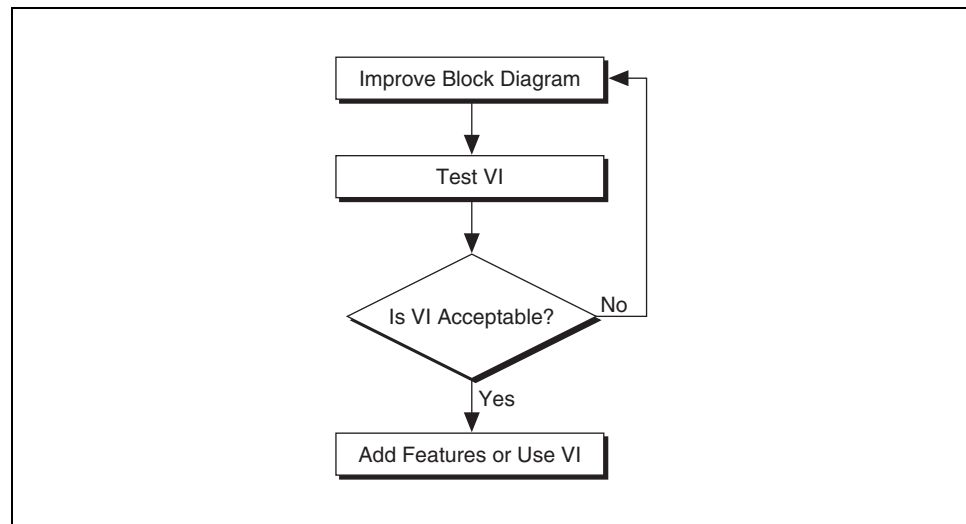 Improve Block Diagram
Test VI
Is VI Acceptable?
No
Yes
Add Features or Use VI